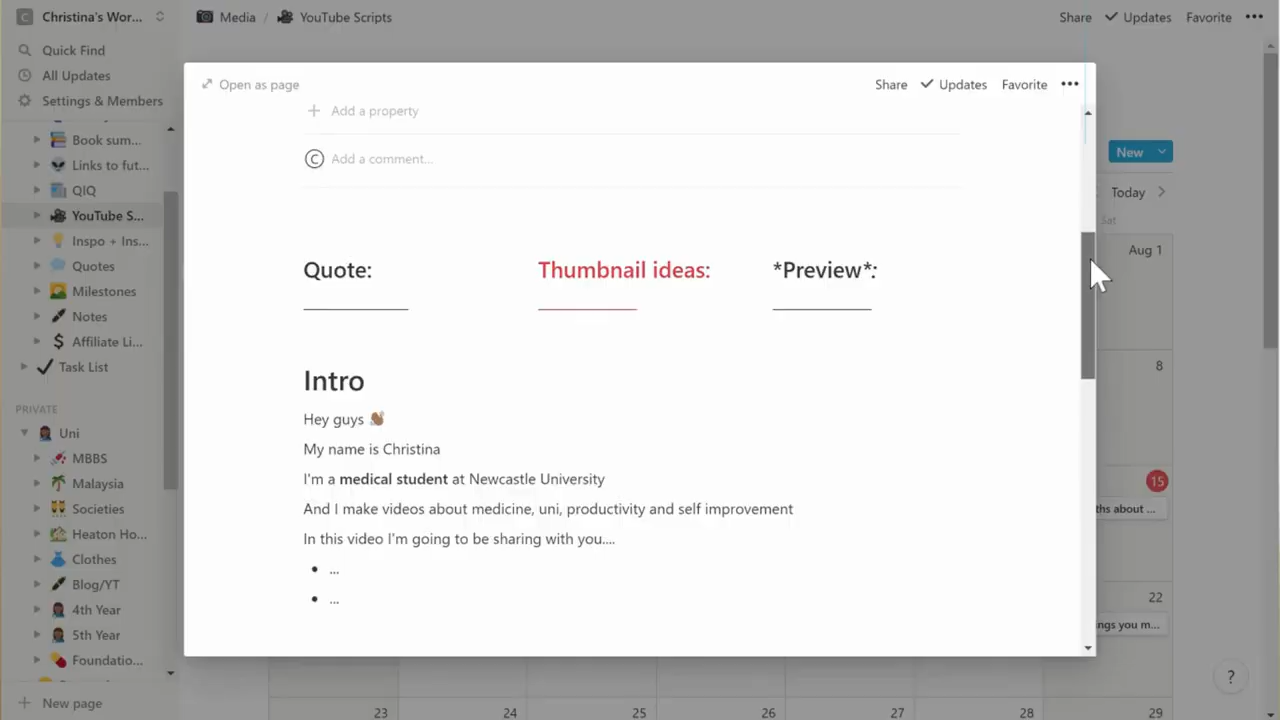 Christina's Wor...
Media / YouTube Scripts
Share Updates Favorite
Quick Find
All Updates
Settings & Members
Book sum...
Links to fut...
QIQ
YouTube S...
Inspo + Ins...
Quotes
Milestones
Notes
Affiliate Li...
Task List
PRIVATE
Uni
MBBS
Malaysia
Societies
Heaton Ho...
Clothes
Blog/YT
4th Year
5th Year
Foundatio...
New page
Open as page
Share Updates Favorite
Add a property
C Add a comment...
Quote: Thumbnail ideas: *Preview*:
Intro
Hey guys 👋🏾
My name is Christina
I'm a medical student at Newcastle University
And I make videos about medicine, uni, productivity and self improvement
In this video I'm going to be sharing with you....
• ...
• ...
New
Today
Sat
Aug 1
8
15
ths about ...
22
ngs you m...
23 24 25 26 27 28 29
?